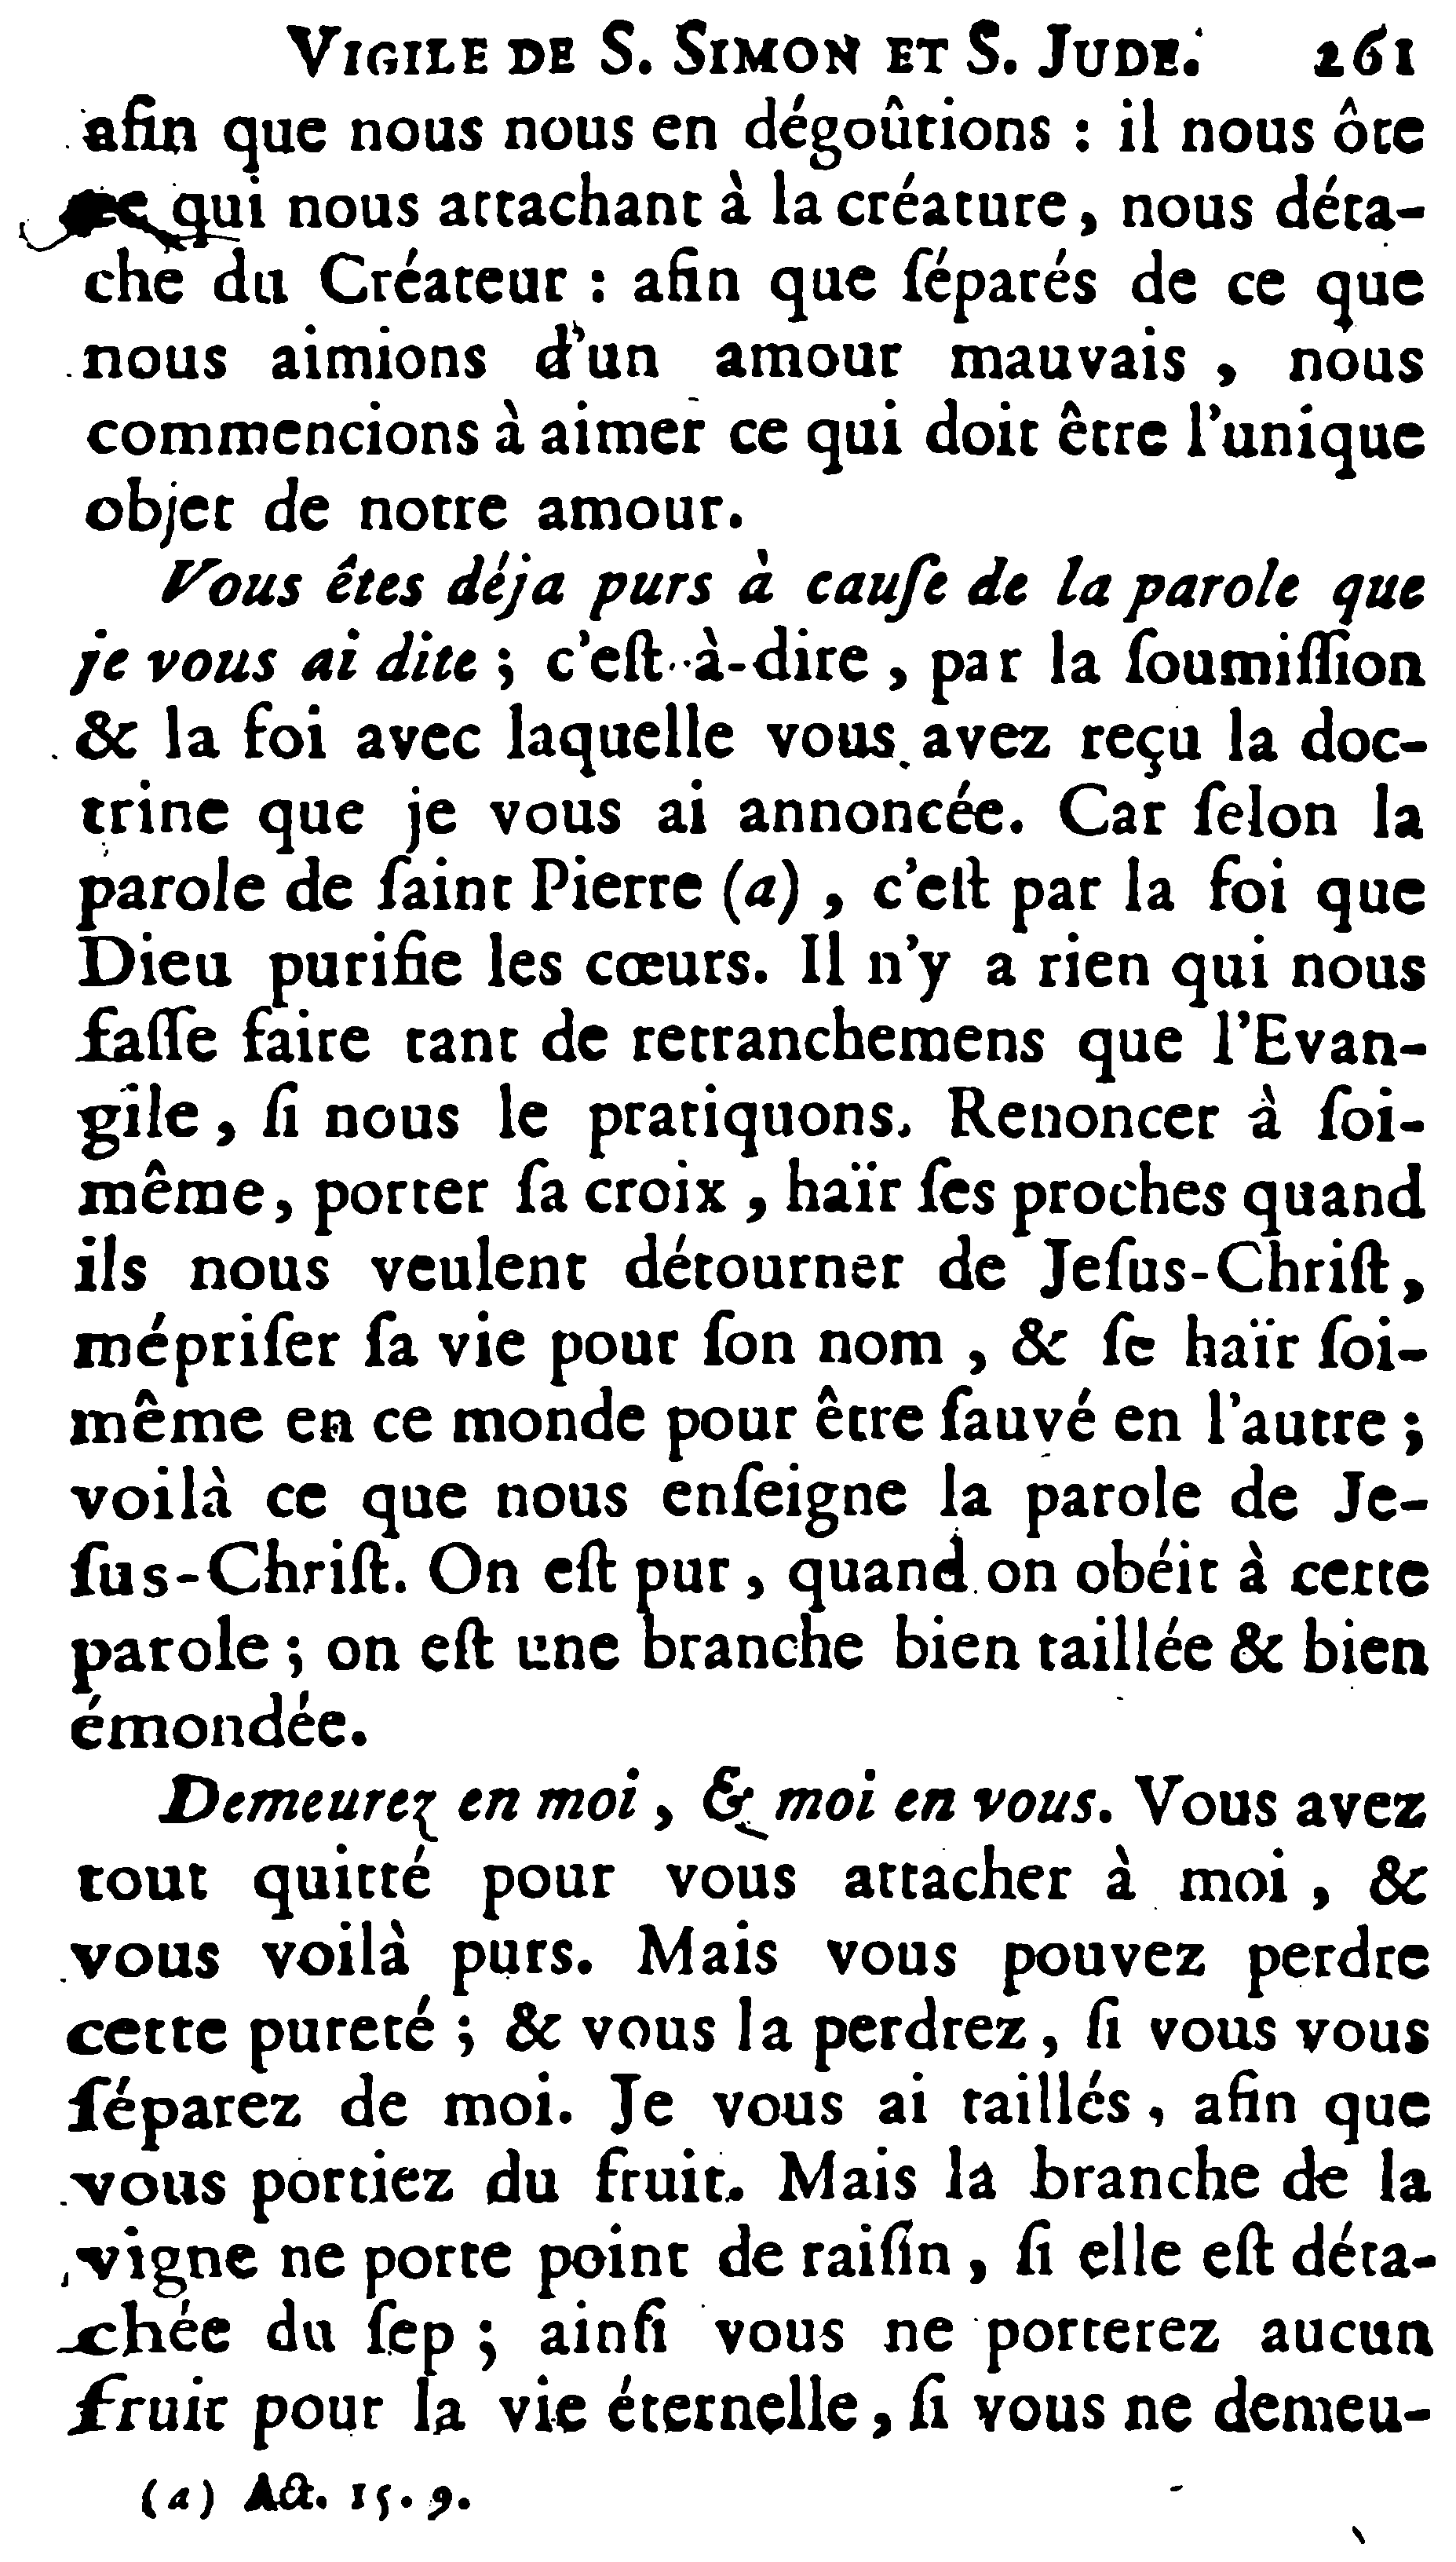 VIGILE DE S. SIMON ET S. JUDE. 261
afin que nous nous en dégoûtions : il nous ôte
ce qui nous attachant à la créature, nous déta-
che du Créateur : afin que ſéparés de ce que
nous aimions d'un amour mauvais , nous
commencions à aimer ce qui doit être l'unique
objet de notre amour.
Vous êtes déja purs à cauſe de la parole que
je vous ai dite ; c'eſt-à-dire , par la ſoumiſſion
& la foi avec laquelle vous avez reçu la doc-
trine que je vous ai annoncée. Car ſelon la
parole de ſaint Pierre (a) , c'eſt par la foi que
Dieu purifie les cœurs. Il n'y a rien qui nous
faſſe faire tant de retranchemens que l'Evan-
gile , ſi nous le pratiquons. Renoncer à ſoi-
même , porter ſa croix , haïr ſes proches quand
ils nous veulent détourner de Jeſus-Chriſt ,
mépriſer ſa vie pour ſon nom , & ſe haïr ſoi-
même en ce monde pour être ſauvé en l'autre ;
voilà ce que nous enſeigne la parole de Je-
ſus-Chriſt. On eſt pur , quand on obéit à cette
parole ; on eſt une branche bien taillée & bien
émondée.
Demeurez en moi , & moi en vous. Vous avez
tout quitté pour vous attacher à moi , &
vous voilà purs. Mais vous pouvez perdre
cette pureté ; & vous la perdrez , ſi vous vous
ſéparez de moi. Je vous ai taillés , afin que
vous portiez du fruit. Mais la branche de la
vigne ne porte point de raiſin , ſi elle eſt déta-
chée du ſep ; ainſi vous ne porterez aucun
fruit pour la vie éternelle , ſi vous ne demeu-
(a) Act. 15. 9.